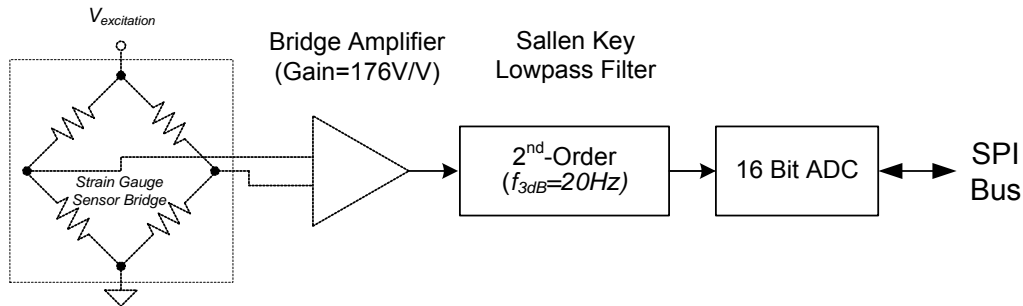 V_excitation
Bridge Amplifier
(Gain=176V/V)
Sallen Key
Lowpass Filter
Strain Gauge
Sensor Bridge
2nd-Order
(f3dB=20Hz)
16 Bit ADC
SPI
Bus